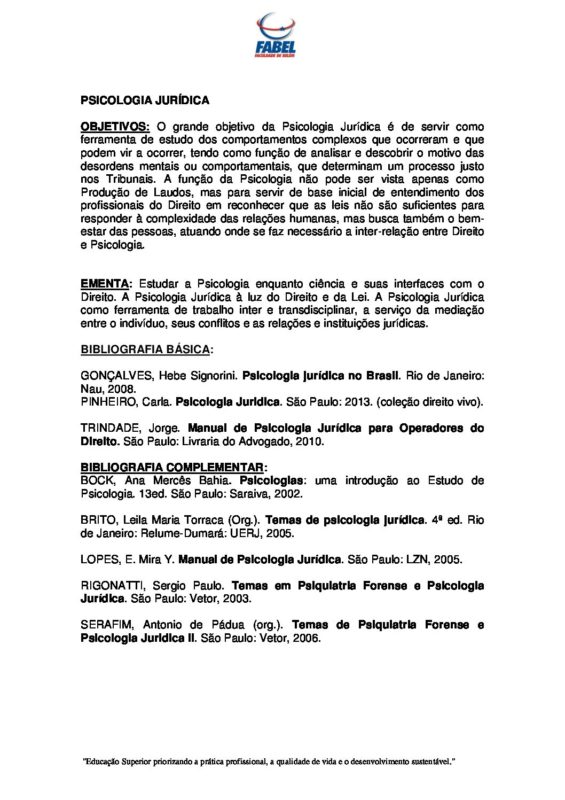 FABEL
FACULDADE DE BELÉM
PSICOLOGIA JURÍDICA
OBJETIVOS: O grande objetivo da Psicologia Jurídica é de servir como
ferramenta de estudo dos comportamentos complexos que ocorreram e que
podem vir a ocorrer, tendo como função de analisar e descobrir o motivo das
desordens mentais ou comportamentais, que determinam um processo justo
nos Tribunais. A função da Psicologia não pode ser vista apenas como
Produção de Laudos, mas para servir de base inicial de entendimento dos
profissionais do Direito em reconhecer que as leis não são suficientes para
responder à complexidade das relações humanas, mas busca também o bem-
estar das pessoas, atuando onde se faz necessário a inter-relação entre Direito
e Psicologia.
EMENTA: Estudar a Psicologia enquanto ciência e suas interfaces com o
Direito. A Psicologia Jurídica à luz do Direito e da Lei. A Psicologia Jurídica
como ferramenta de trabalho inter e transdisciplinar, a serviço da mediação
entre o indivíduo, seus conflitos e as relações e instituições jurídicas.
BIBLIOGRAFIA BÁSICA:
GONÇALVES, Hebe Signorini. Psicologia jurídica no Brasil. Rio de Janeiro:
Nau, 2008.
PINHEIRO, Carla. Psicologia Juridica. São Paulo: 2013. (coleção direito vivo).
TRINDADE, Jorge. Manual de Psicologia Jurídica para Operadores do
Direito. São Paulo: Livraria do Advogado, 2010.
BIBLIOGRAFIA COMPLEMENTAR:
BOCK, Ana Mercês Bahia. Psicologias: uma introdução ao Estudo de
Psicologia. 13ed. São Paulo: Saraiva, 2002.
BRITO, Leila Maria Torraca (Org.). Temas de psicologia jurídica. 4ª ed. Rio
de Janeiro: Relume-Dumará: UERJ, 2005.
LOPES, E. Mira Y. Manual de Psicologia Jurídica. São Paulo: LZN, 2005.
RIGONATTI, Sergio Paulo. Temas em Psiquiatria Forense e Psicologia
Jurídica. São Paulo: Vetor, 2003.
SERAFIM, Antonio de Pádua (org.). Temas de Psiquiatria Forense e
Psicologia Juridica II. São Paulo: Vetor, 2006.
"Educação Superior priorizando a prática profissional, a qualidade de vida e o desenvolvimento sustentável."